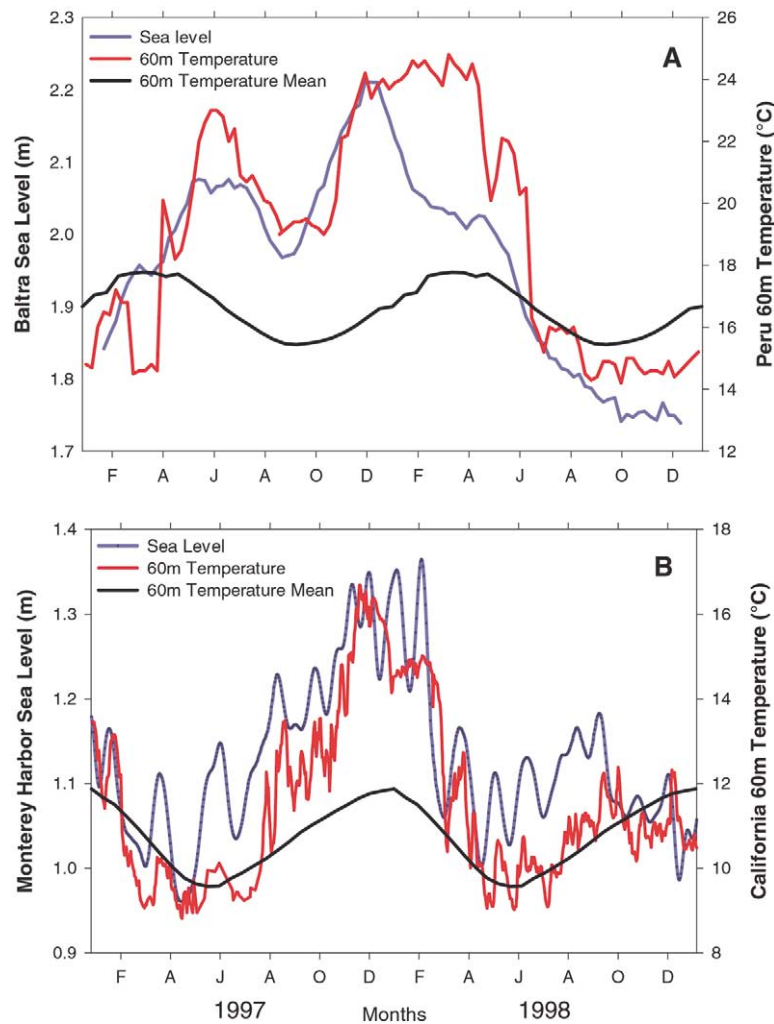 A
Sea level
60m Temperature
60m Temperature Mean
Baltra Sea Level (m)
2.3
2.2
2.1
2.0
1.9
1.8
1.7
Peru 60m Temperature (°C)
26
24
22
20
18
16
14
12
F A J A O D F A J A O D
B
Sea Level
60m Temperature
60m Temperature Mean
Monterey Harbor Sea Level (m)
1.4
1.3
1.2
1.1
1.0
0.9
California 60m Temperature (°C)
18
16
14
12
10
8
F A J A O D F A J A O D
1997 Months 1998